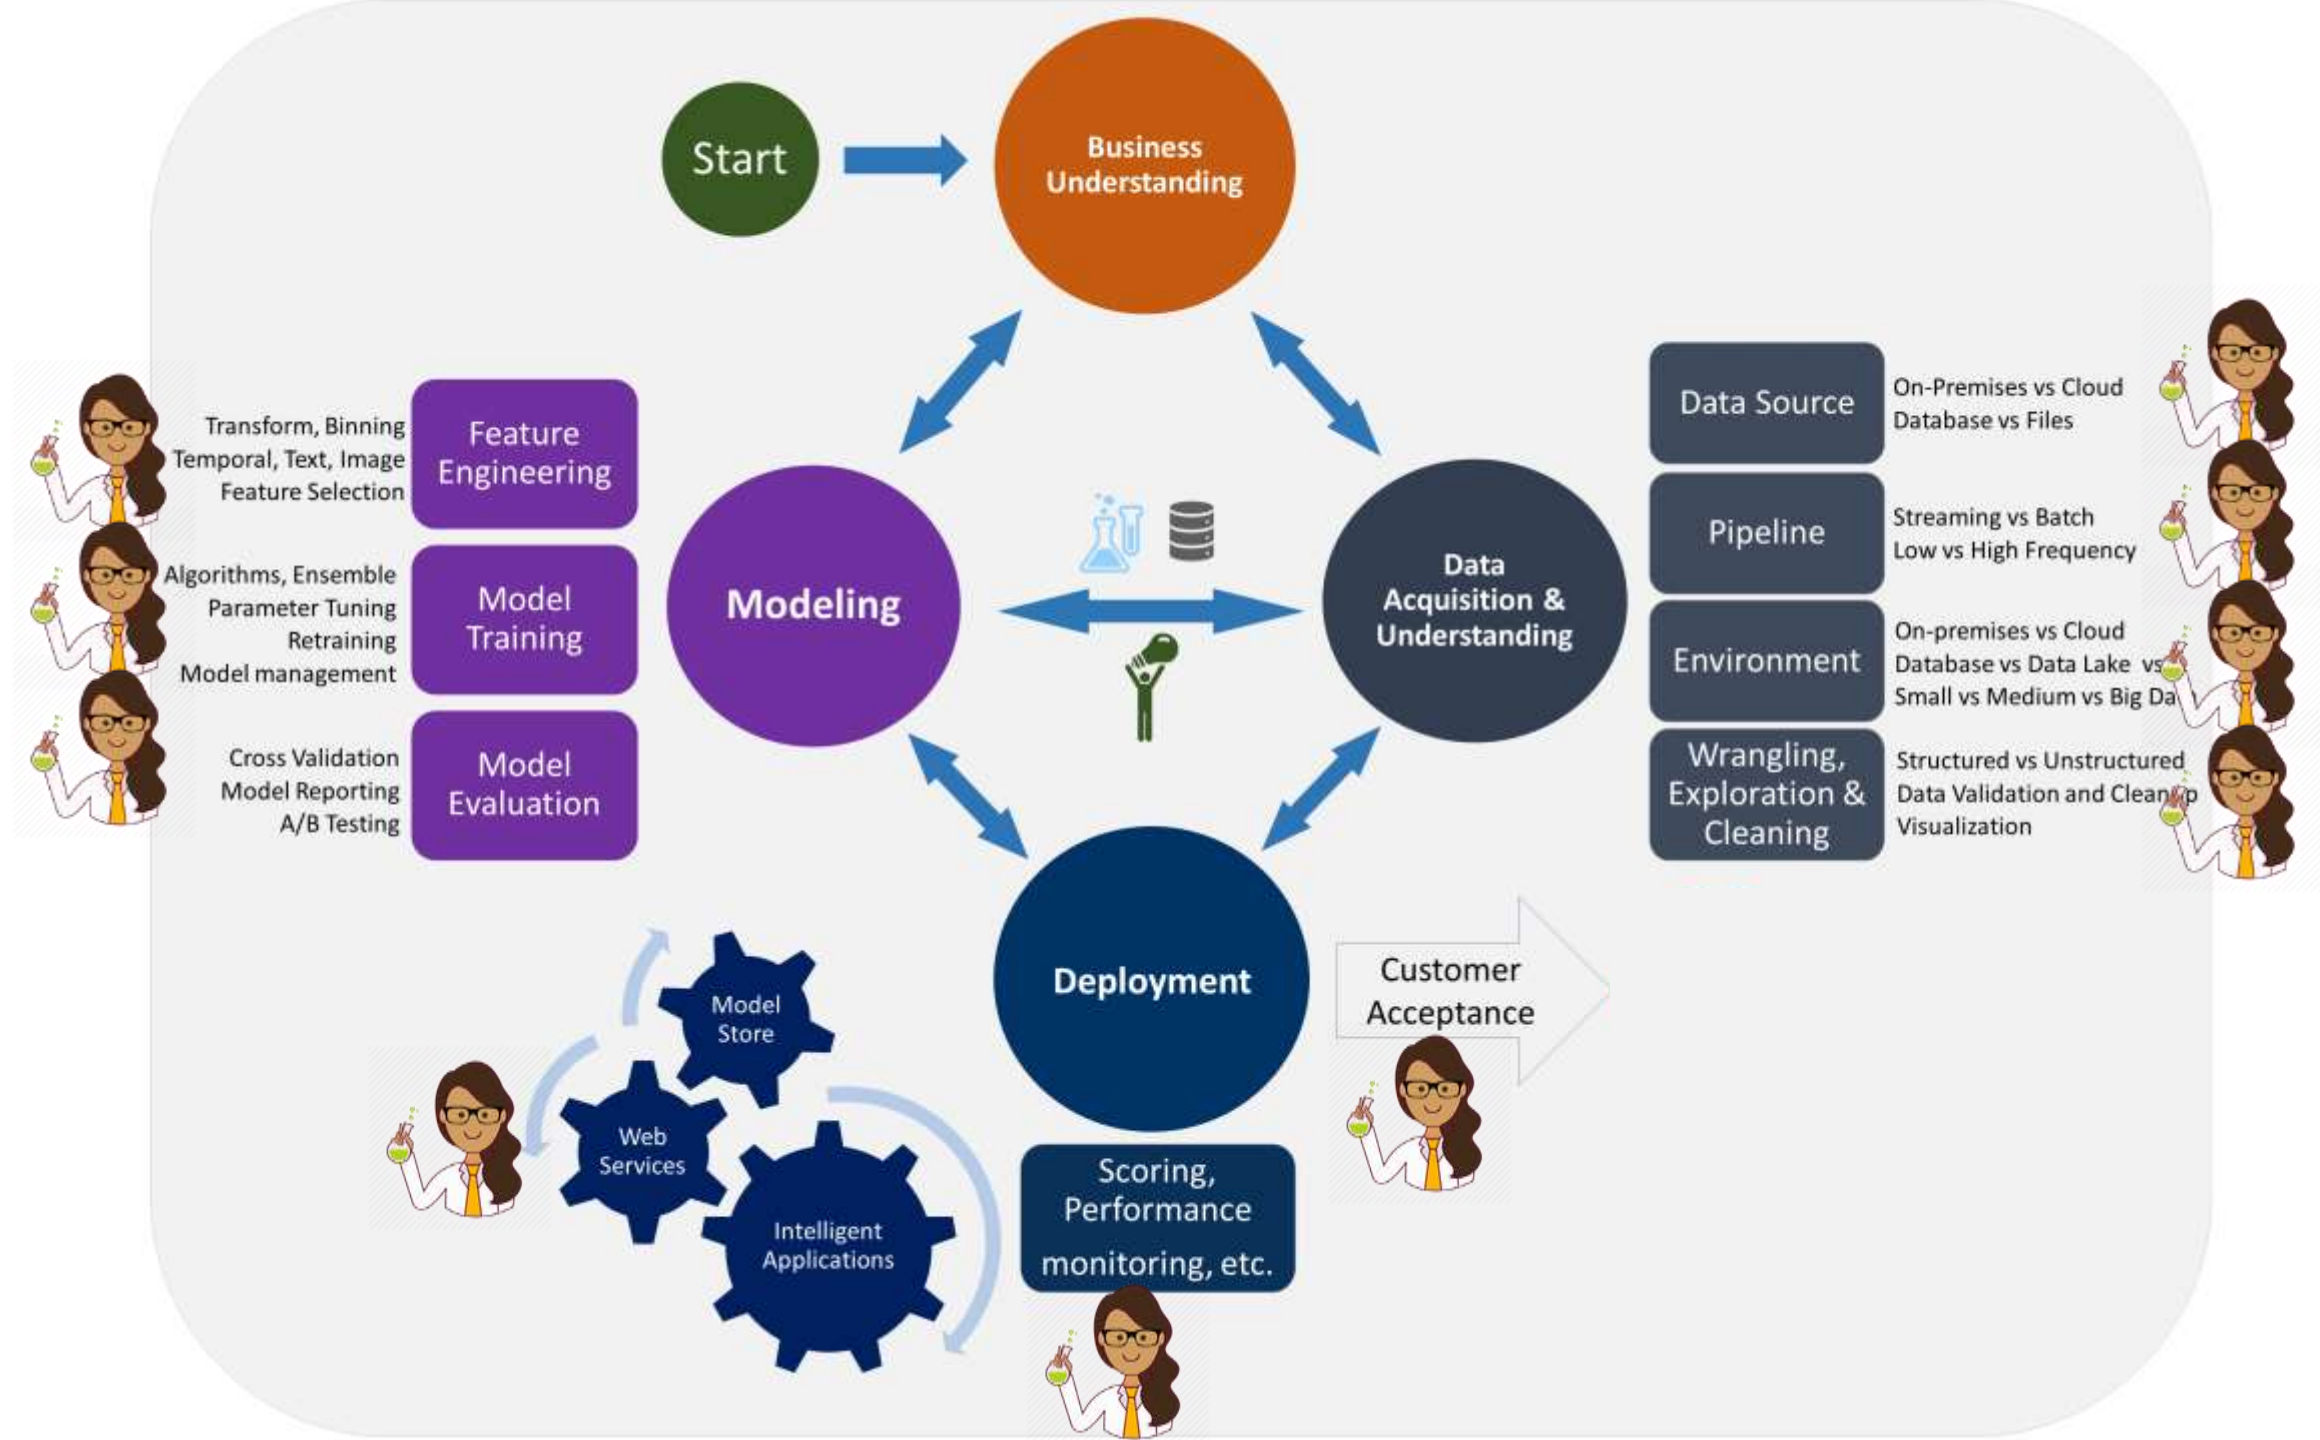 Start
Business
Understanding
Transform, Binning
Temporal, Text, Image
Feature Selection
Feature
Engineering
Algorithms, Ensemble
Parameter Tuning
Retraining
Model management
Model
Training
Cross Validation
Model Reporting
A/B Testing
Model
Evaluation
Modeling
Data
Acquisition &
Understanding
Data Source
On-Premises vs Cloud
Database vs Files
Pipeline
Streaming vs Batch
Low vs High Frequency
Environment
On-premises vs Cloud
Database vs Data Lake vs
Small vs Medium vs Big
Wrangling,
Exploration &
Cleaning
Structured vs Unstructured
Data Validation and
Visualization
Deployment
Customer
Acceptance
Model
Store
Web
Services
Intelligent
Applications
Scoring,
Performance
monitoring, etc.